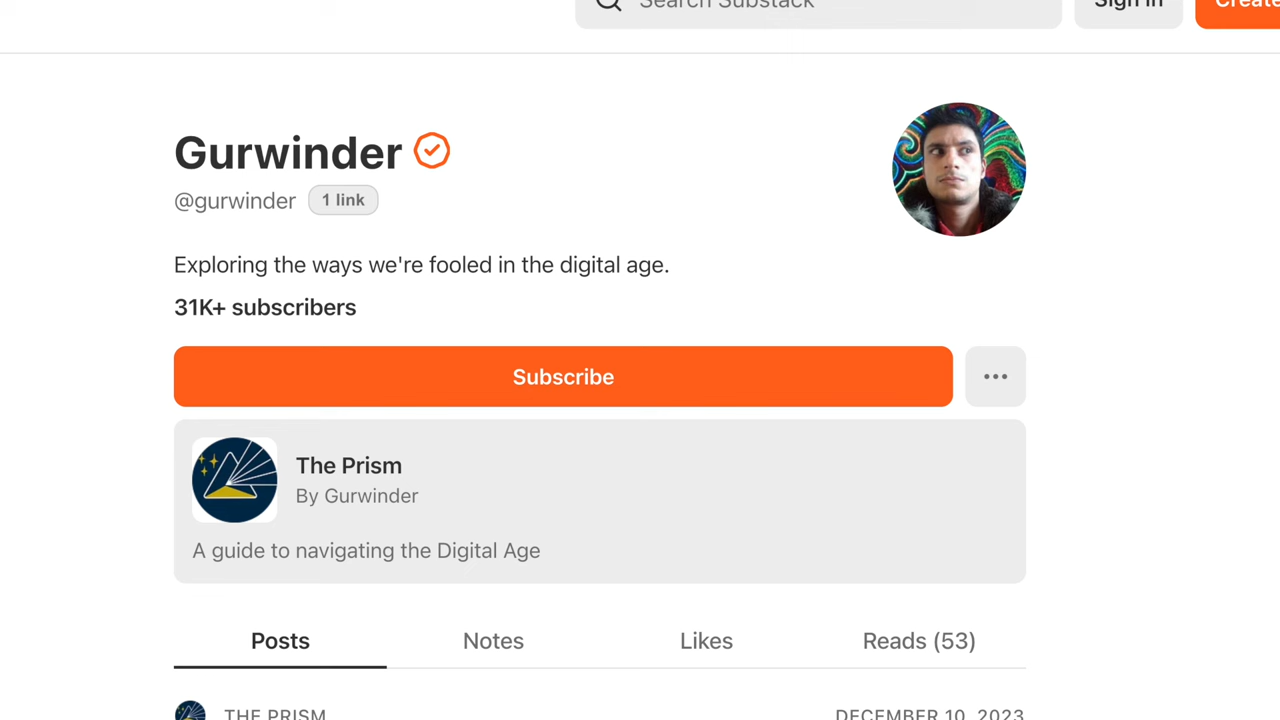 Search Substack
Sign in
Create
Gurwinder
@gurwinder
1 link
Exploring the ways we're fooled in the digital age.
31K+ subscribers
Subscribe
The Prism
By Gurwinder
A guide to navigating the Digital Age
Posts
Notes
Likes
Reads (53)
THE PRISM
DECEMBER 10, 2023